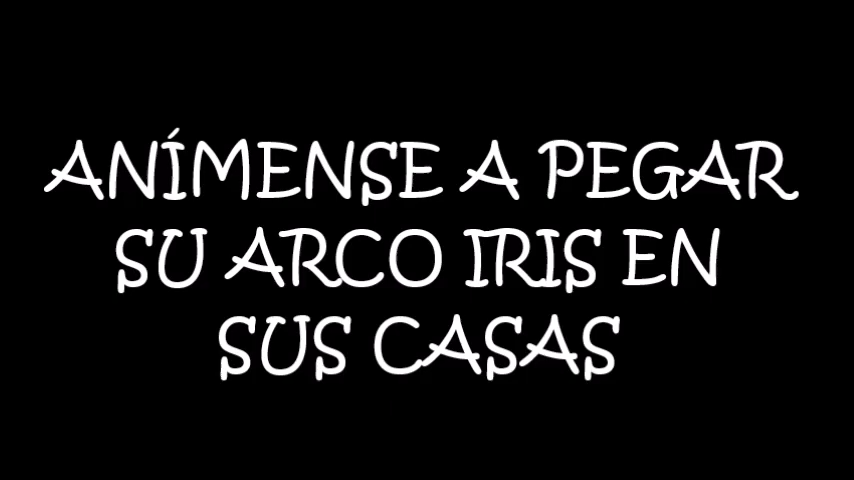 ANÍMENSE A PEGAR
SU ARCO IRIS EN
SUS CASAS